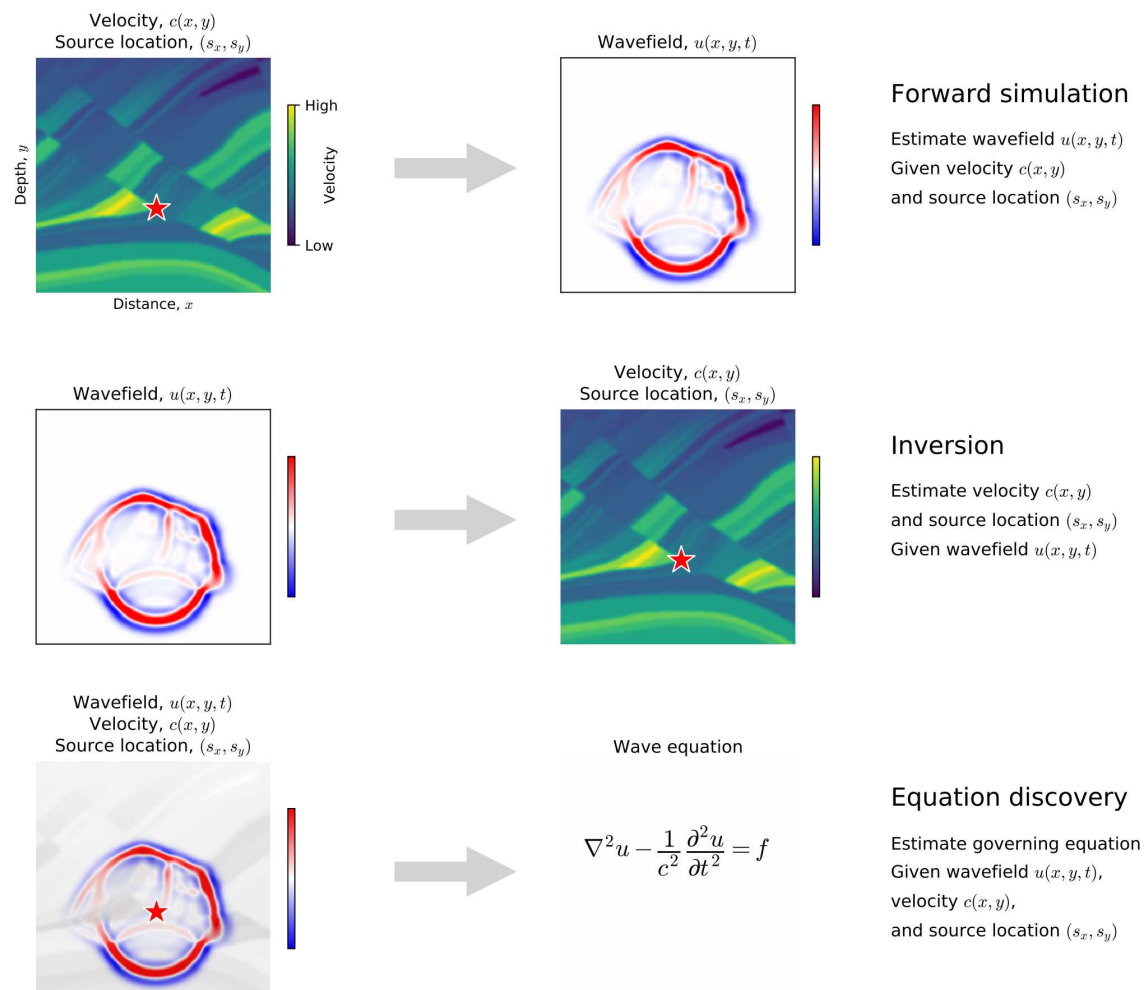 Velocity, c(x, y)
Source location, (s_x, s_y)
Depth, y
Distance, x
High
Velocity
Low
Wavefield, u(x, y, t)
Forward simulation
Estimate wavefield u(x, y, t)
Given velocity c(x, y)
and source location (s_x, s_y)
Wavefield, u(x, y, t)
Velocity, c(x, y)
Source location, (s_x, s_y)
Inversion
Estimate velocity c(x, y)
and source location (s_x, s_y)
Given wavefield u(x, y, t)
Wavefield, u(x, y, t)
Velocity, c(x, y)
Source location, (s_x, s_y)
Wave equation
∇²u − 1/c² ∂²u/∂t² = f
Equation discovery
Estimate governing equation
Given wavefield u(x, y, t),
velocity c(x, y),
and source location (s_x, s_y)